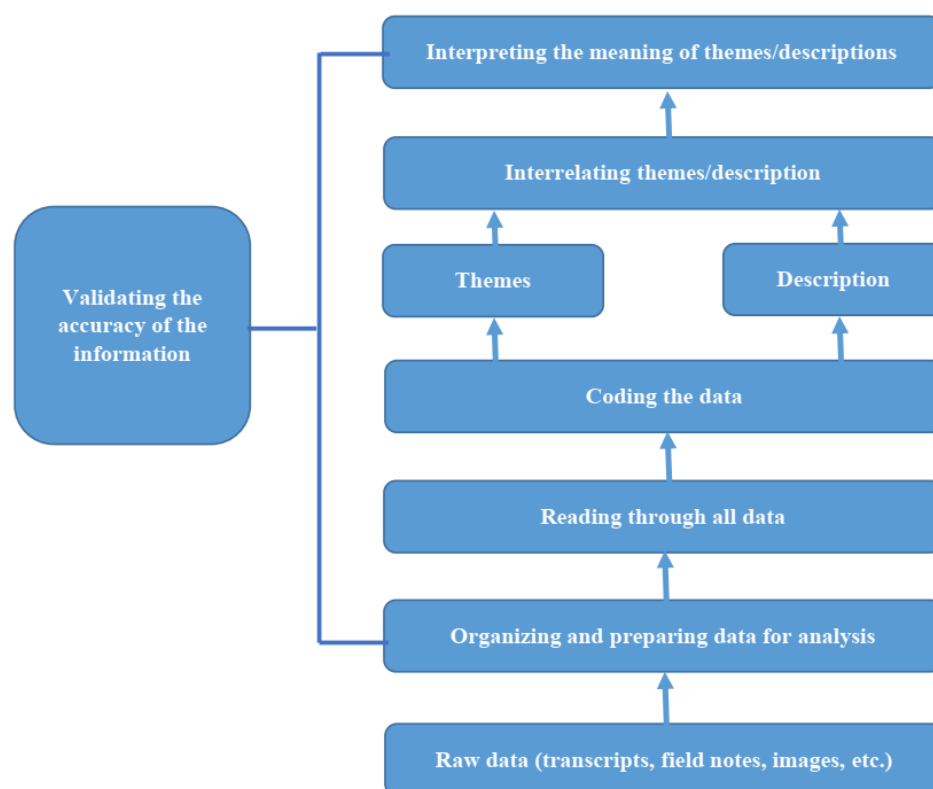 Interpreting the meaning of themes/descriptions
Interrelating themes/description
Themes
Description
Validating the
accuracy of the
information
Coding the data
Reading through all data
Organizing and preparing data for analysis
Raw data (transcripts, field notes, images, etc.)